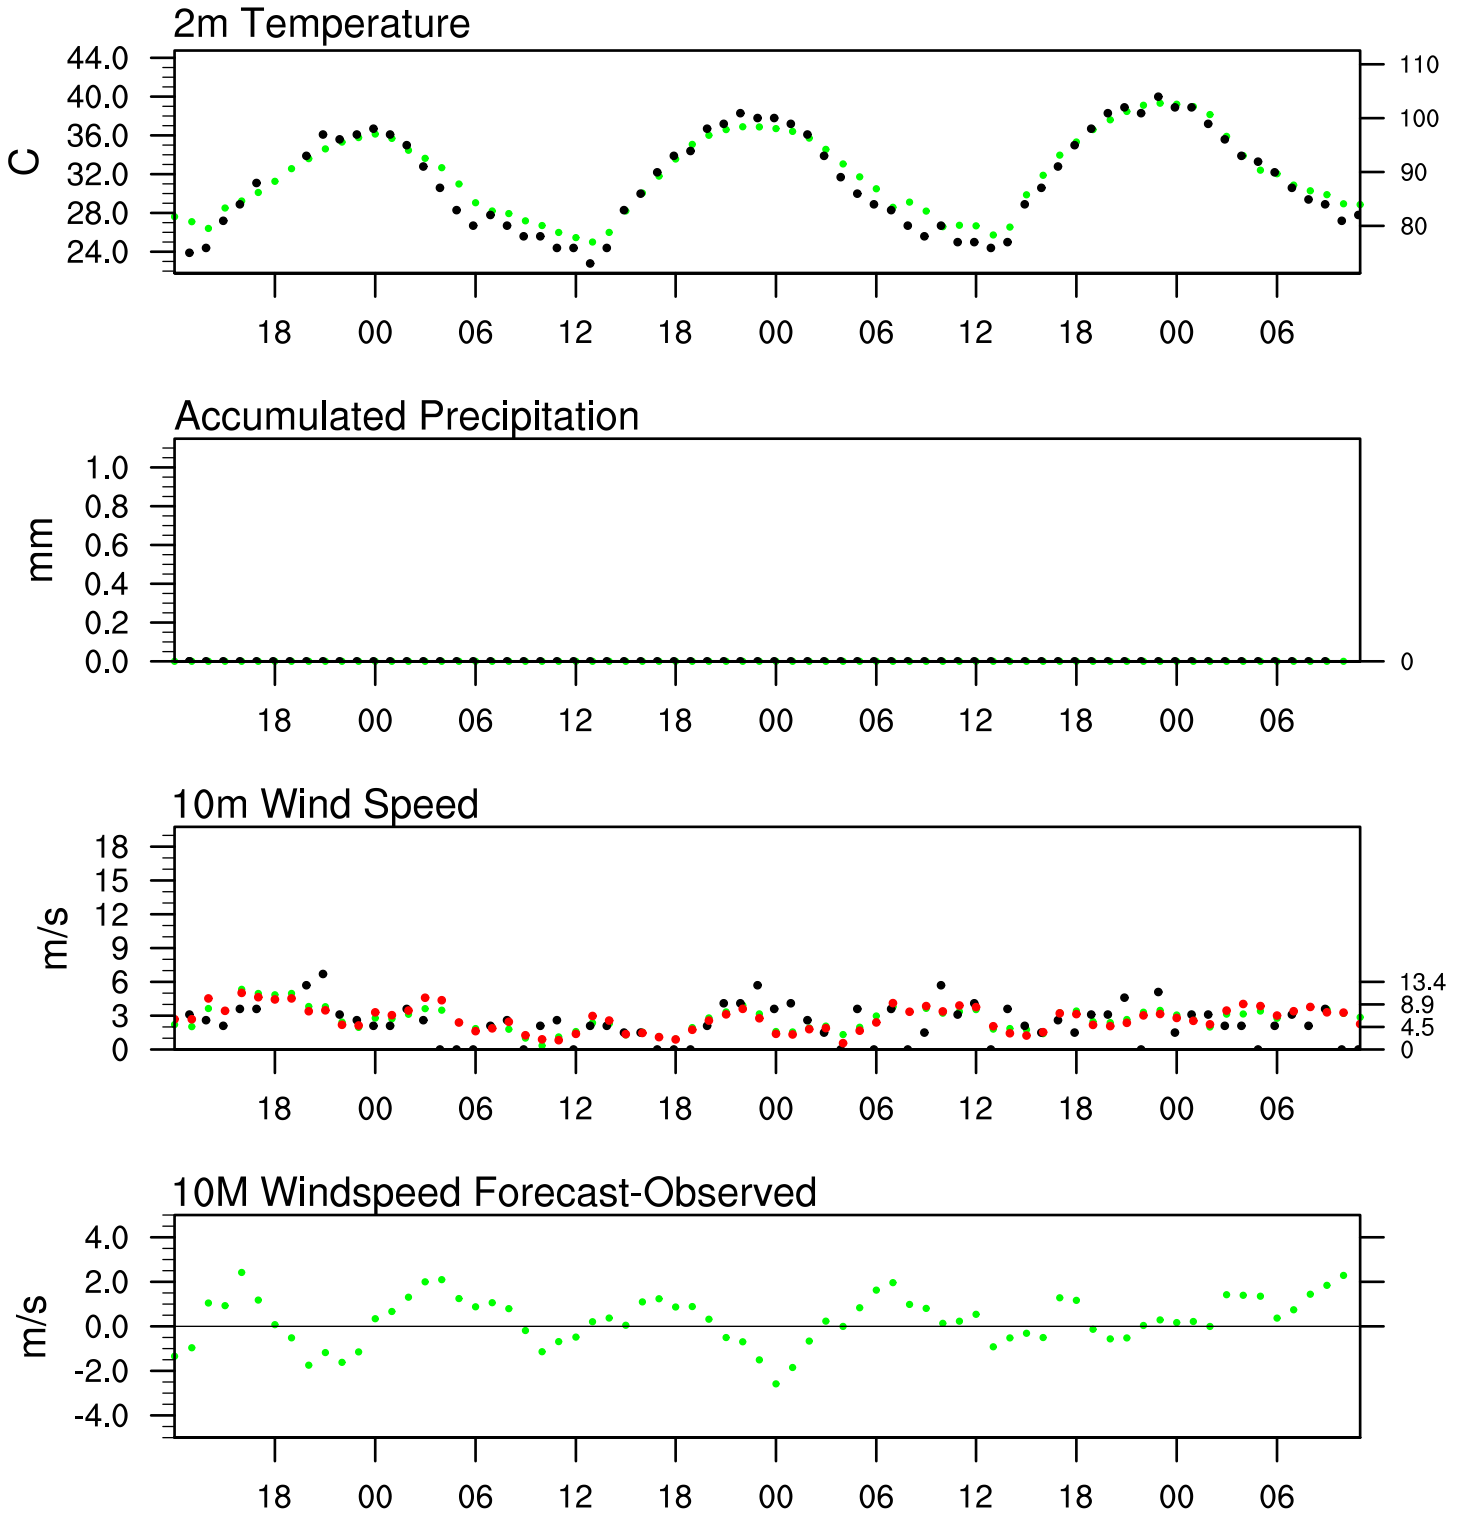 2m Temperature
44.0
40.0
36.0
32.0
28.0
24.0
C
110
100
90
80
18 00 06 12 18 00 06 12 18 00 06
Accumulated Precipitation
1.0
0.8
0.6
0.4
0.2
0.0
mm
0
18 00 06 12 18 00 06 12 18 00 06
10m Wind Speed
18
15
12
9
6
3
0
m/s
13.4
8.9
4.5
0
18 00 06 12 18 00 06 12 18 00 06
10M Windspeed Forecast-Observed
4.0
2.0
0.0
-2.0
-4.0
m/s
18 00 06 12 18 00 06 12 18 00 06